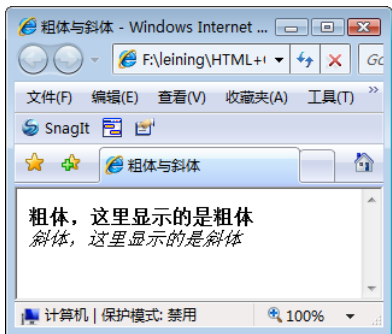 粗体与斜体 - Windows Internet ...
F:\leining\HTML+
文件(F) 编辑(E) 查看(V) 收藏夹(A) 工具(T) »
SnagIt
粗体与斜体
粗体，这里显示的是粗体
斜体，这里显示的是斜体
计算机 | 保护模式: 禁用 100%